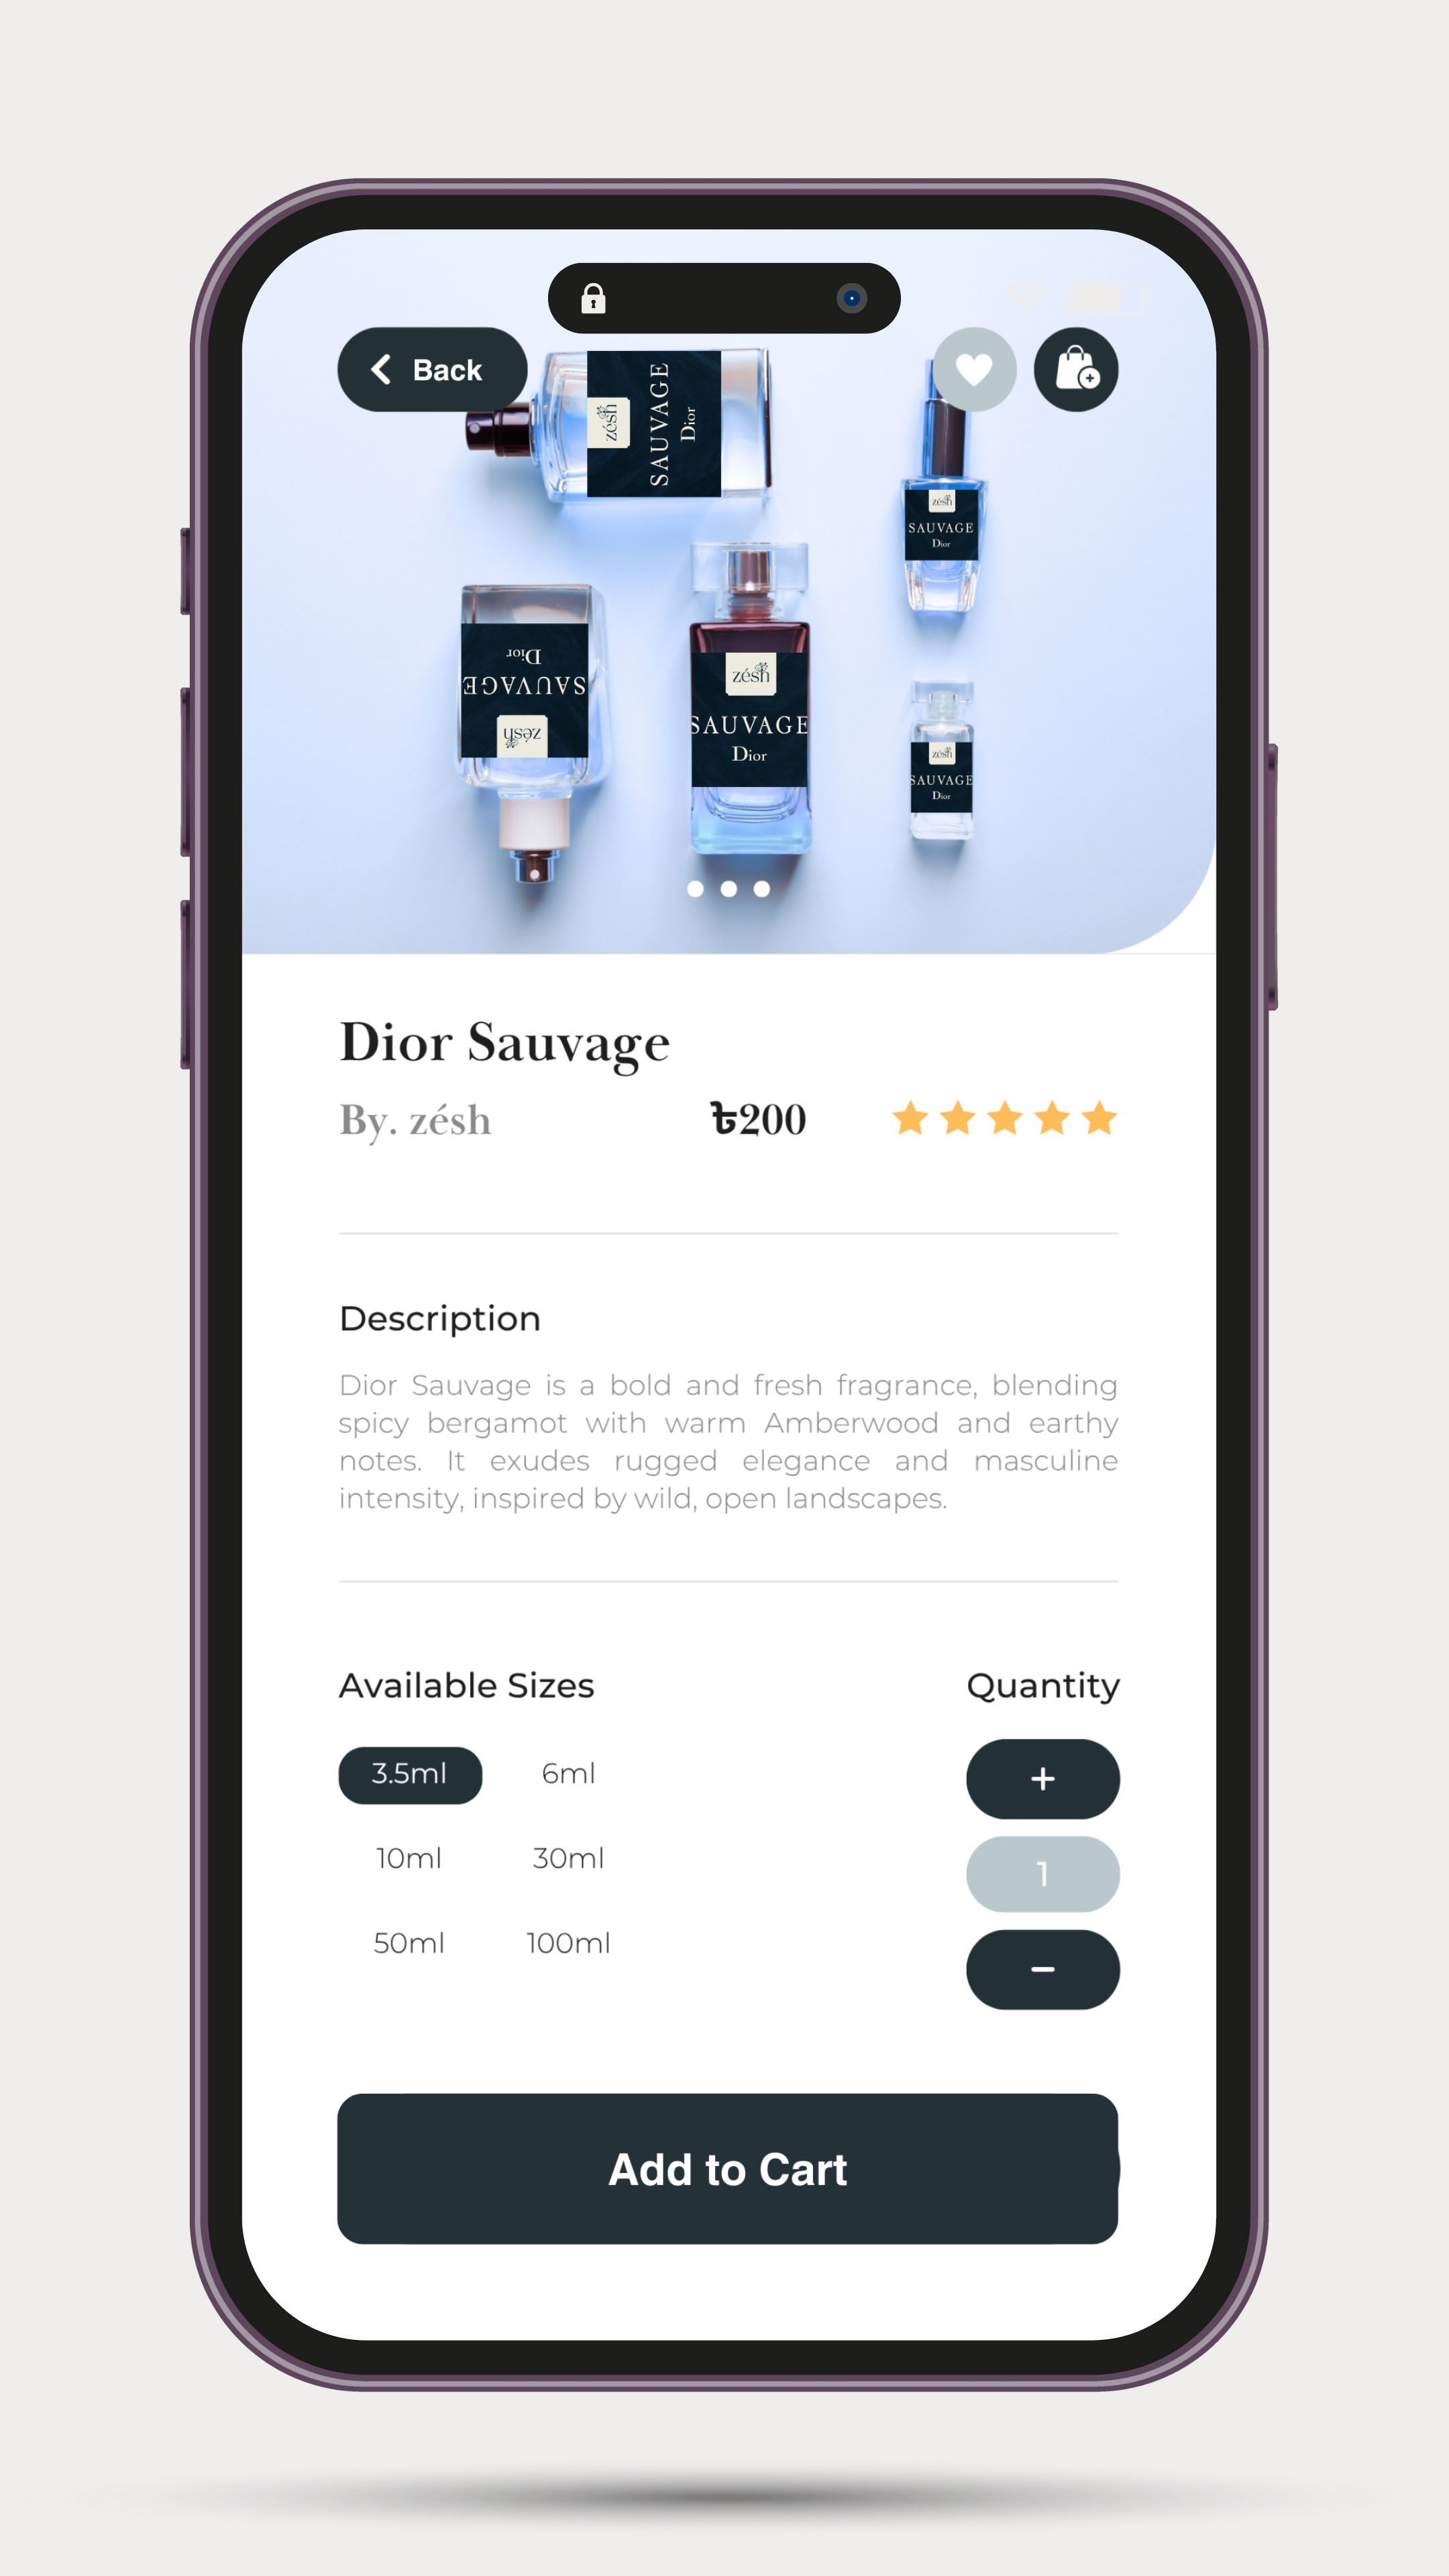 Back
zésh
SAUVAGE
Dior
zésh
SAUVAGE
Dior
zésh
SAUVAGE
Dior
zésh
SAUVAGE
Dior
zésh
SAUVAGE
Dior
Dior Sauvage
By. zésh ৳200
Description
Dior Sauvage is a bold and fresh fragrance, blending
spicy bergamot with warm Amberwood and earthy
notes. It exudes rugged elegance and masculine
intensity, inspired by wild, open landscapes.
Available Sizes Quantity
3.5ml 6ml +
10ml 30ml 1
50ml 100ml −
Add to Cart